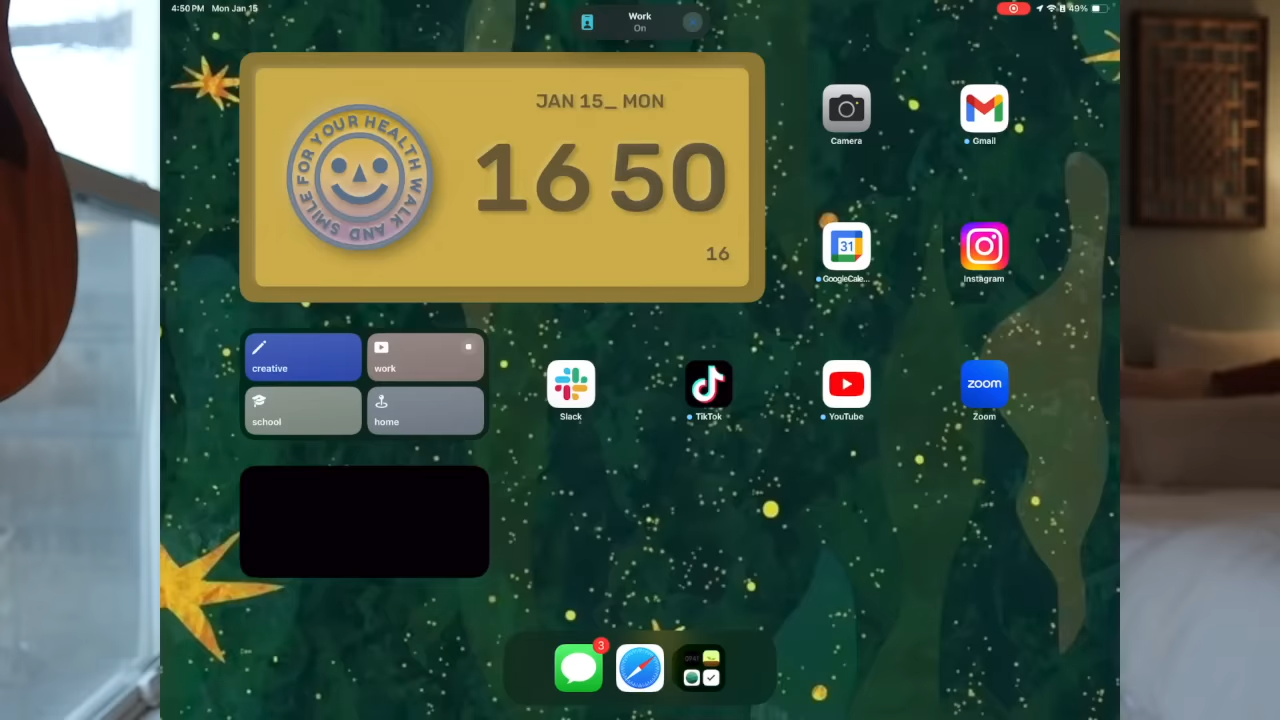 4:50 PM Mon Jan 15
Work
On
49%
JAN 15_ MON
16 50
16
WALK AND SMILE FOR YOUR HEALTH
Camera
Gmail
31
GoogleCale...
Instagram
creative
work
school
home
Slack
TikTok
YouTube
zoom
Zoom
3